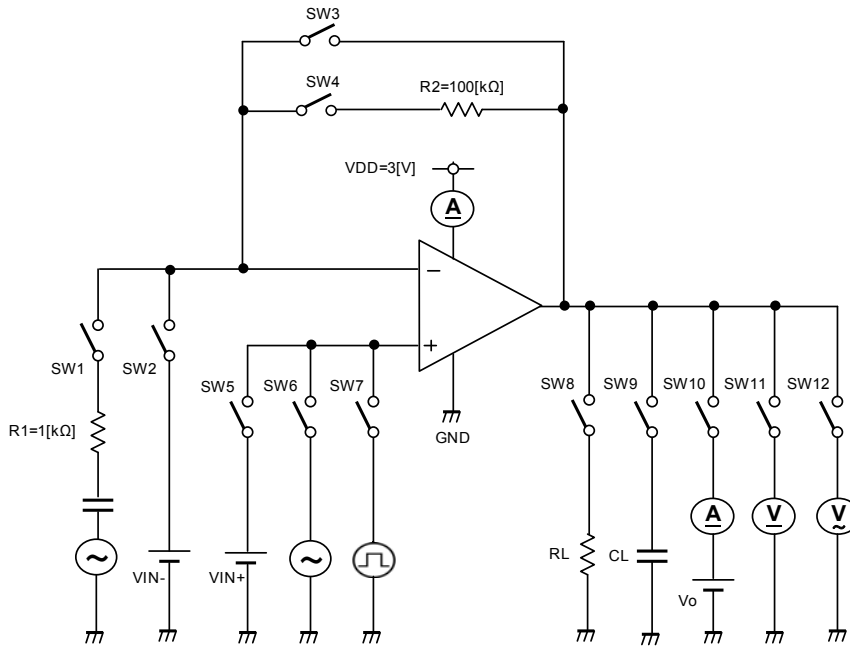 SW3
SW4
R2=100[kΩ]
VDD=3[V]
A
−
+
SW1
SW2
SW5
SW6
SW7
GND
SW8
SW9
SW10
SW11
SW12
R1=1[kΩ]
A
V
V
~
~
~
VIN-
VIN+
RL
CL
Vo